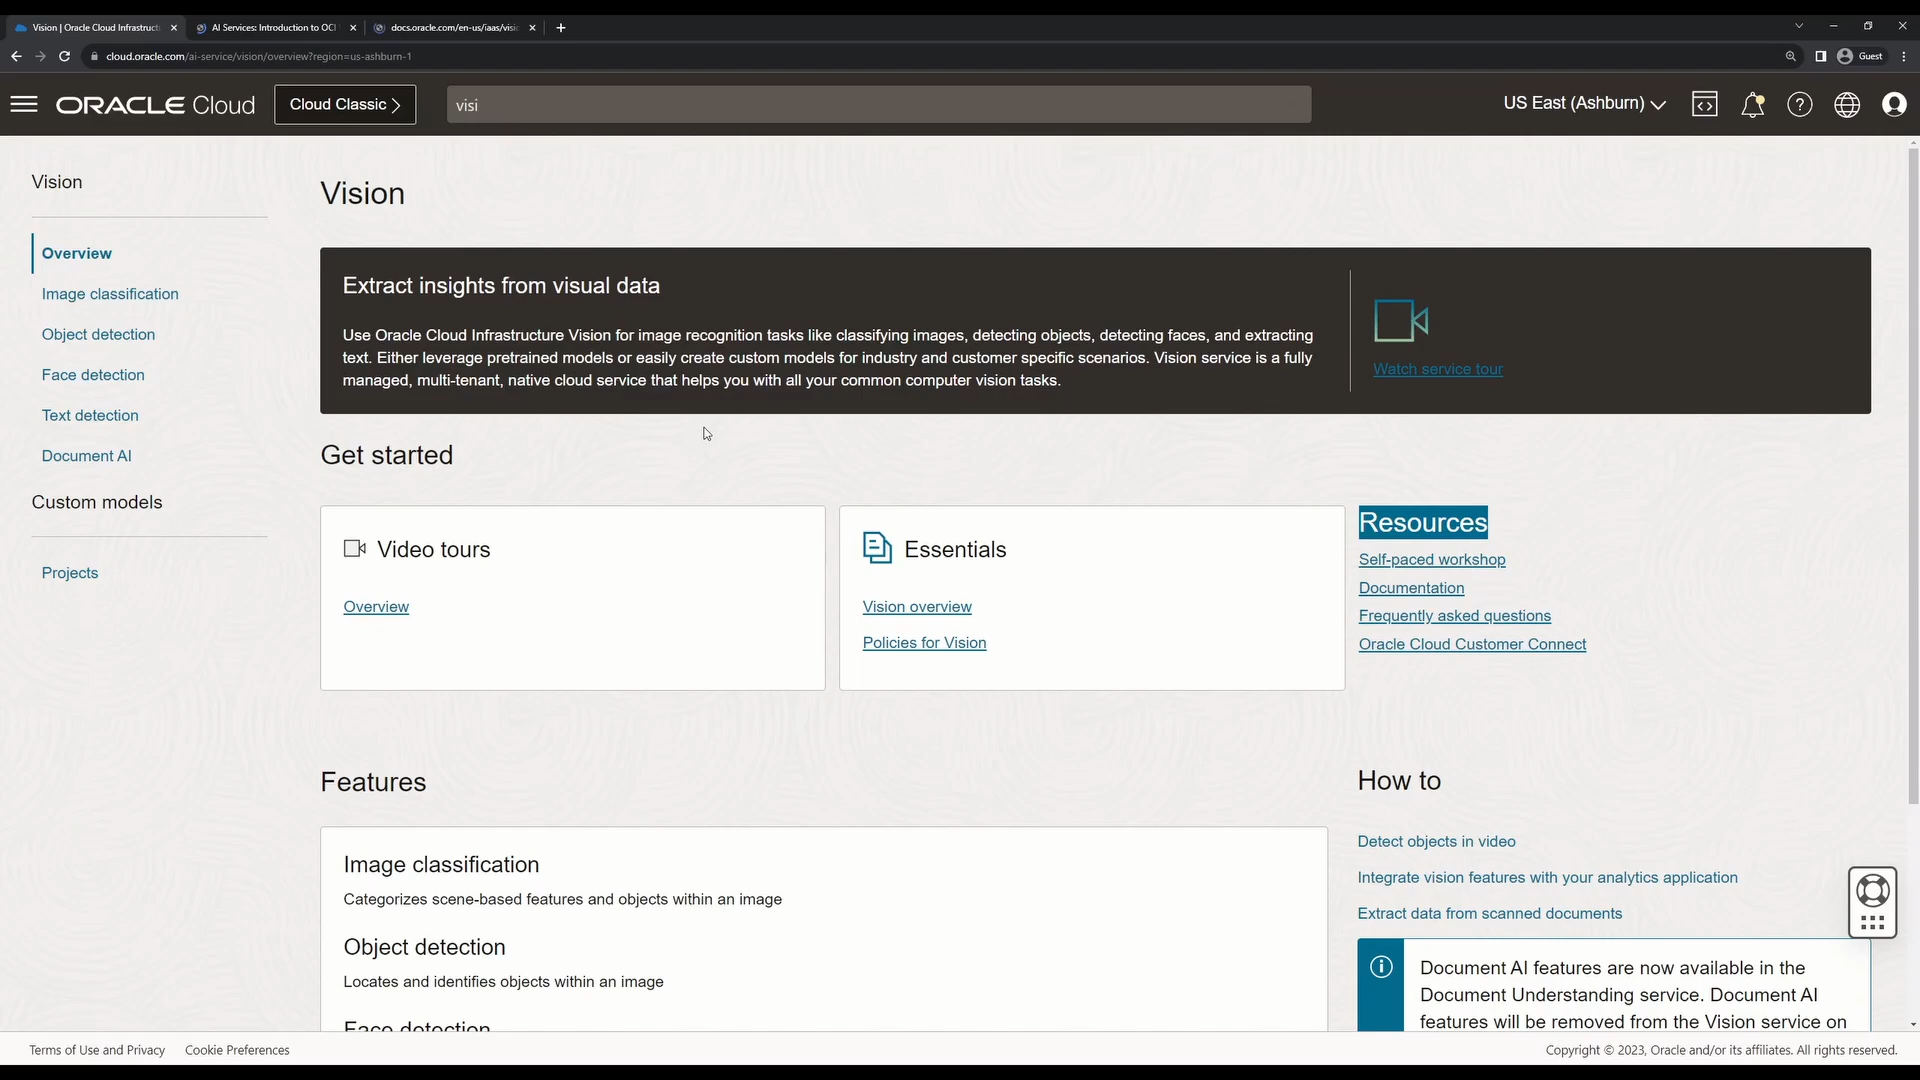 Vision | Oracle Cloud Infrastruct
AI Services: Introduction to OCI
docs.oracle.com/en-us/iaas/visi
cloud.oracle.com/ai-service/vision/overview?region=us-ashburn-1
Guest
ORACLE Cloud
Cloud Classic
visi
US East (Ashburn)
Vision
Overview
Image classification
Object detection
Face detection
Text detection
Document AI
Custom models
Projects
Vision
Extract insights from visual data
Use Oracle Cloud Infrastructure Vision for image recognition tasks like classifying images, detecting objects, detecting faces, and extracting
text. Either leverage pretrained models or easily create custom models for industry and customer specific scenarios. Vision service is a fully
managed, multi-tenant, native cloud service that helps you with all your common computer vision tasks.
Watch service tour
Get started
Video tours
Overview
Essentials
Vision overview
Policies for Vision
Resources
Self-paced workshop
Documentation
Frequently asked questions
Oracle Cloud Customer Connect
Features
Image classification
Categorizes scene-based features and objects within an image
Object detection
Locates and identifies objects within an image
Face detection
How to
Detect objects in video
Integrate vision features with your analytics application
Extract data from scanned documents
Document AI features are now available in the
Document Understanding service. Document AI
features will be removed from the Vision service on
Terms of Use and Privacy
Cookie Preferences
Copyright © 2023, Oracle and/or its affiliates. All rights reserved.